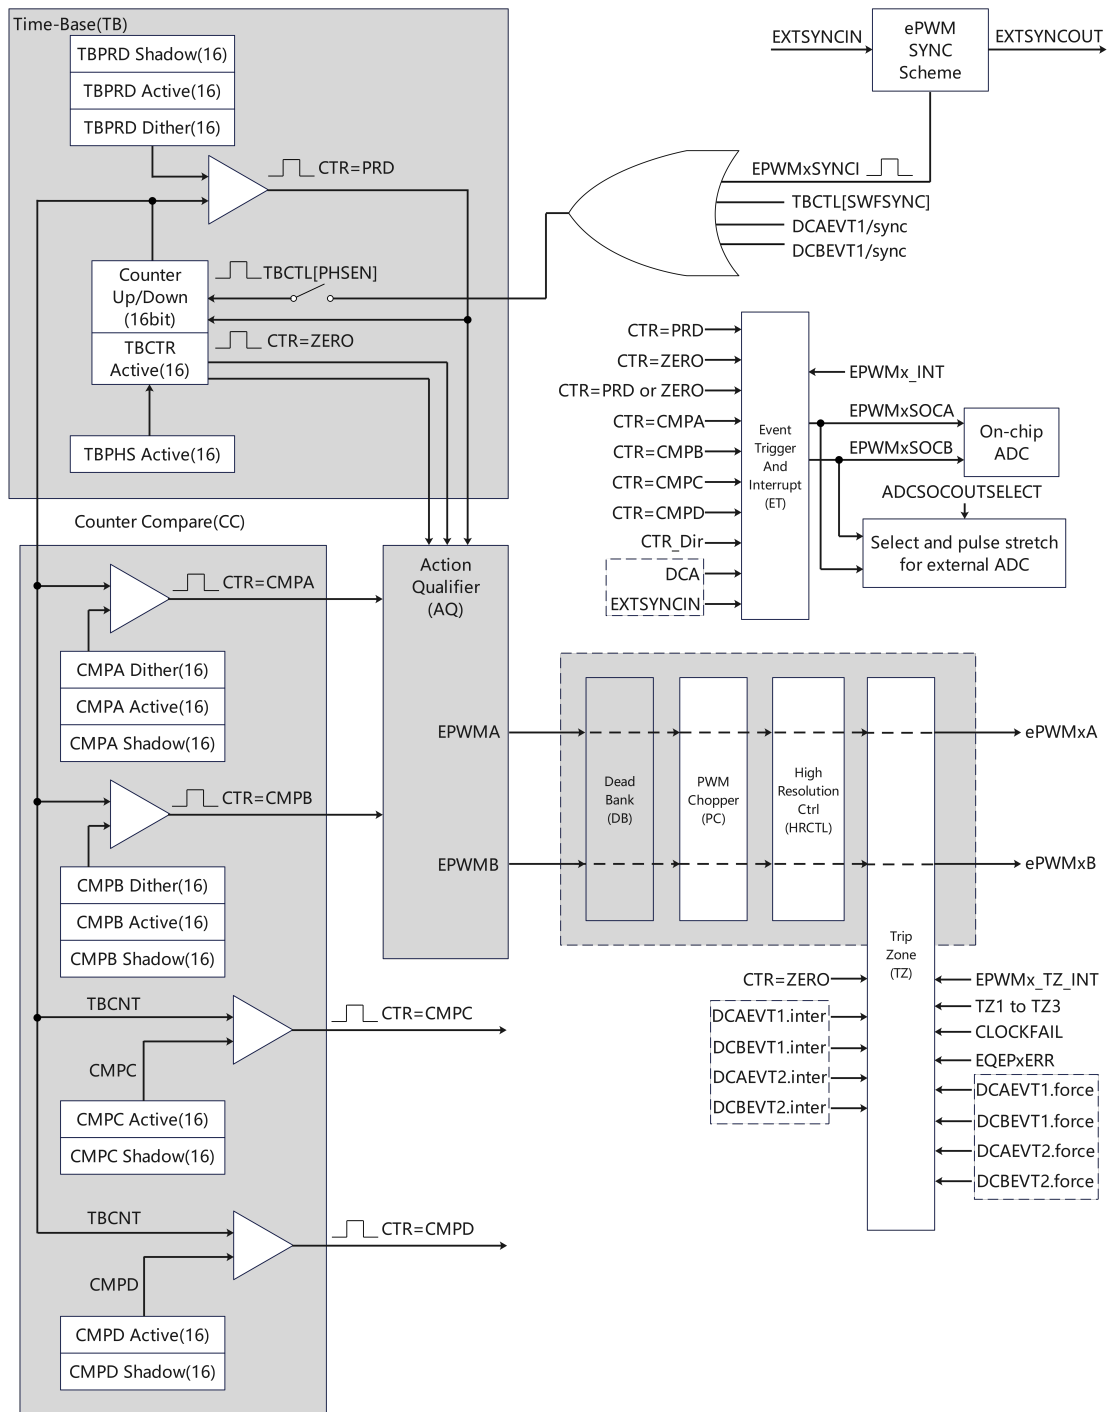 Time-Base(TB)
TBPRD Shadow(16)
TBPRD Active(16)
TBPRD Dither(16)
CTR=PRD
Counter
Up/Down
(16bit)
TBCTL[PHSEN]
CTR=ZERO
TBCTR
Active(16)
TBPHS Active(16)
EXTSYNCIN
ePWM
SYNC
Scheme
EXTSYNCOUT
EPWMxSYNCI
TBCTL[SWFSYNC]
DCAEVT1/sync
DCBEVT1/sync
CTR=PRD
CTR=ZERO
CTR=PRD or ZERO
CTR=CMPA
CTR=CMPB
CTR=CMPC
CTR=CMPD
CTR_Dir
DCA
EXTSYNCIN
Event
Trigger
And
Interrupt
(ET)
EPWMx_INT
EPWMxSOCA
EPWMxSOCB
On-chip
ADC
ADCSOCOUTSELECT
Select and pulse stretch
for external ADC
Counter Compare(CC)
CTR=CMPA
CMPA Dither(16)
CMPA Active(16)
CMPA Shadow(16)
CTR=CMPB
CMPB Dither(16)
CMPB Active(16)
CMPB Shadow(16)
TBCNT
CTR=CMPC
CMPC
CMPC Active(16)
CMPC Shadow(16)
TBCNT
CTR=CMPD
CMPD
CMPD Active(16)
CMPD Shadow(16)
Action
Qualifier
(AQ)
EPWMA
EPWMB
Dead
Bank
(DB)
PWM
Chopper
(PC)
High
Resolution
Ctrl
(HRCTL)
ePWMxA
ePWMxB
Trip
Zone
(TZ)
CTR=ZERO
DCAEVT1.inter
DCBEVT1.inter
DCAEVT2.inter
DCBEVT2.inter
EPWMx_TZ_INT
TZ1 to TZ3
CLOCKFAIL
EQEPxERR
DCAEVT1.force
DCBEVT1.force
DCAEVT2.force
DCBEVT2.force